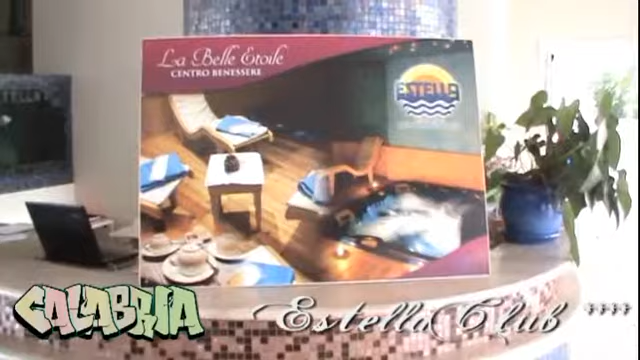 La Belle Etoile
CENTRO BENESSERE
ESTELLA
CALABRIA
Estella Club ****